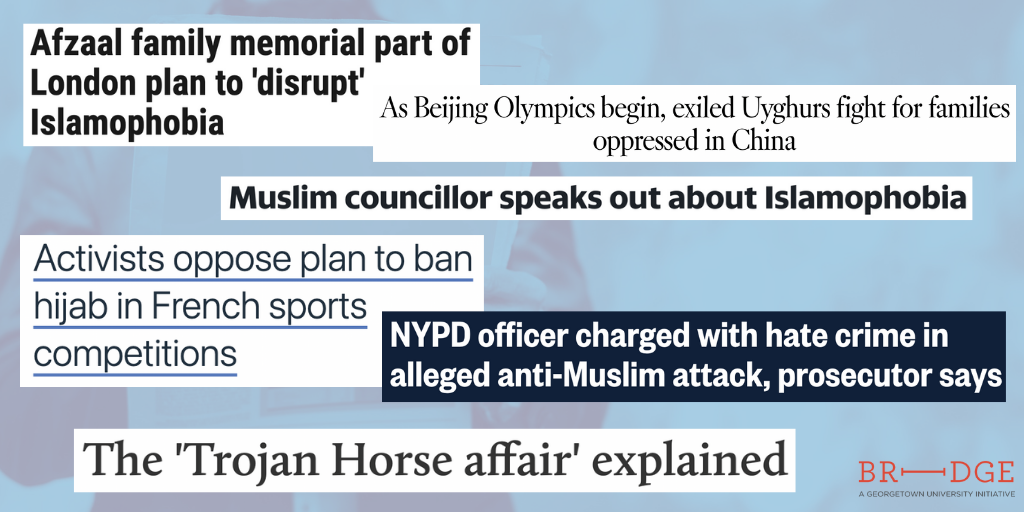 Afzaal family memorial part of
London plan to 'disrupt'
Islamophobia
As Beijing Olympics begin, exiled Uyghurs fight for families
oppressed in China
Muslim councillor speaks out about Islamophobia
Activists oppose plan to ban
hijab in French sports
competitions
NYPD officer charged with hate crime in
alleged anti-Muslim attack, prosecutor says
The 'Trojan Horse affair' explained
BRIDGE
A GEORGETOWN UNIVERSITY INITIATIVE